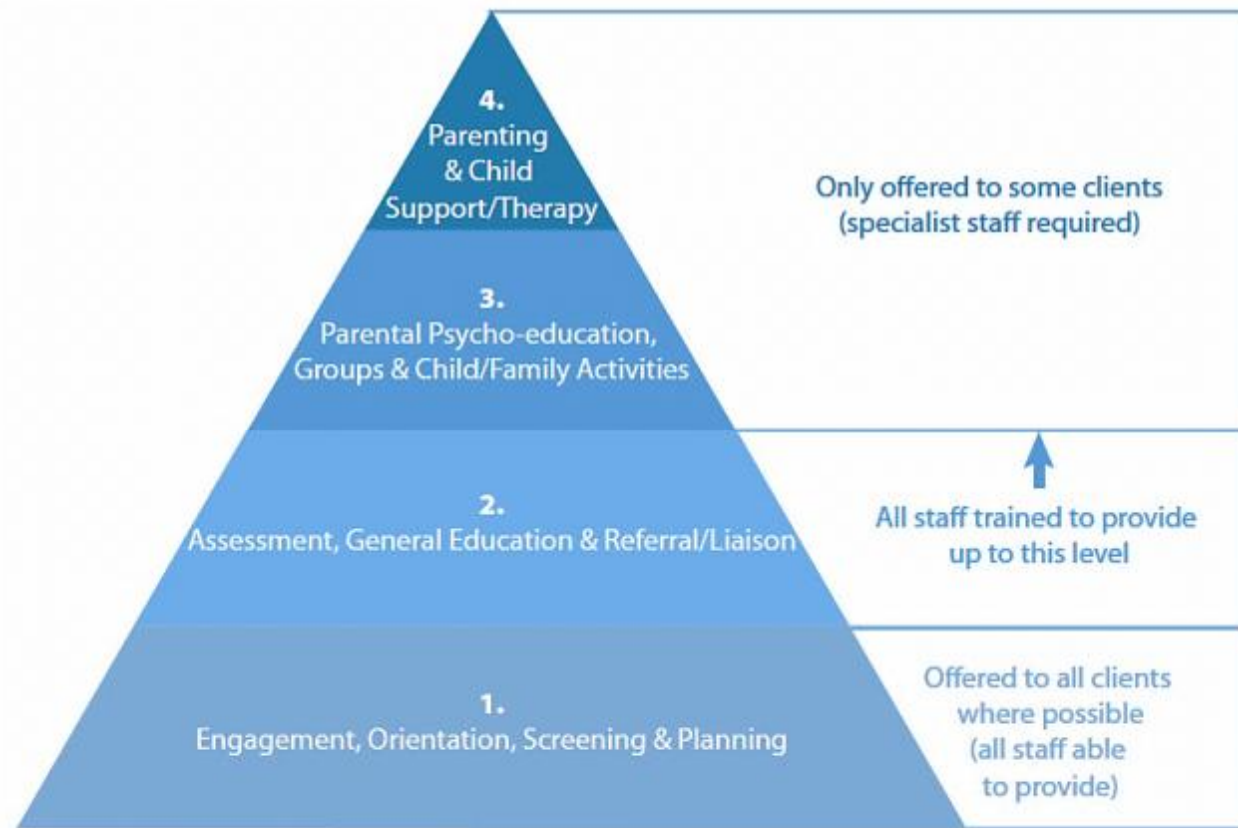 4.
Parenting
& Child
Support/Therapy
Only offered to some clients
(specialist staff required)
3.
Parental Psycho-education,
Groups & Child/Family Activities
2.
Assessment, General Education & Referral/Liaison
All staff trained to provide
up to this level
1.
Engagement, Orientation, Screening & Planning
Offered to all clients
where possible
(all staff able
to provide)